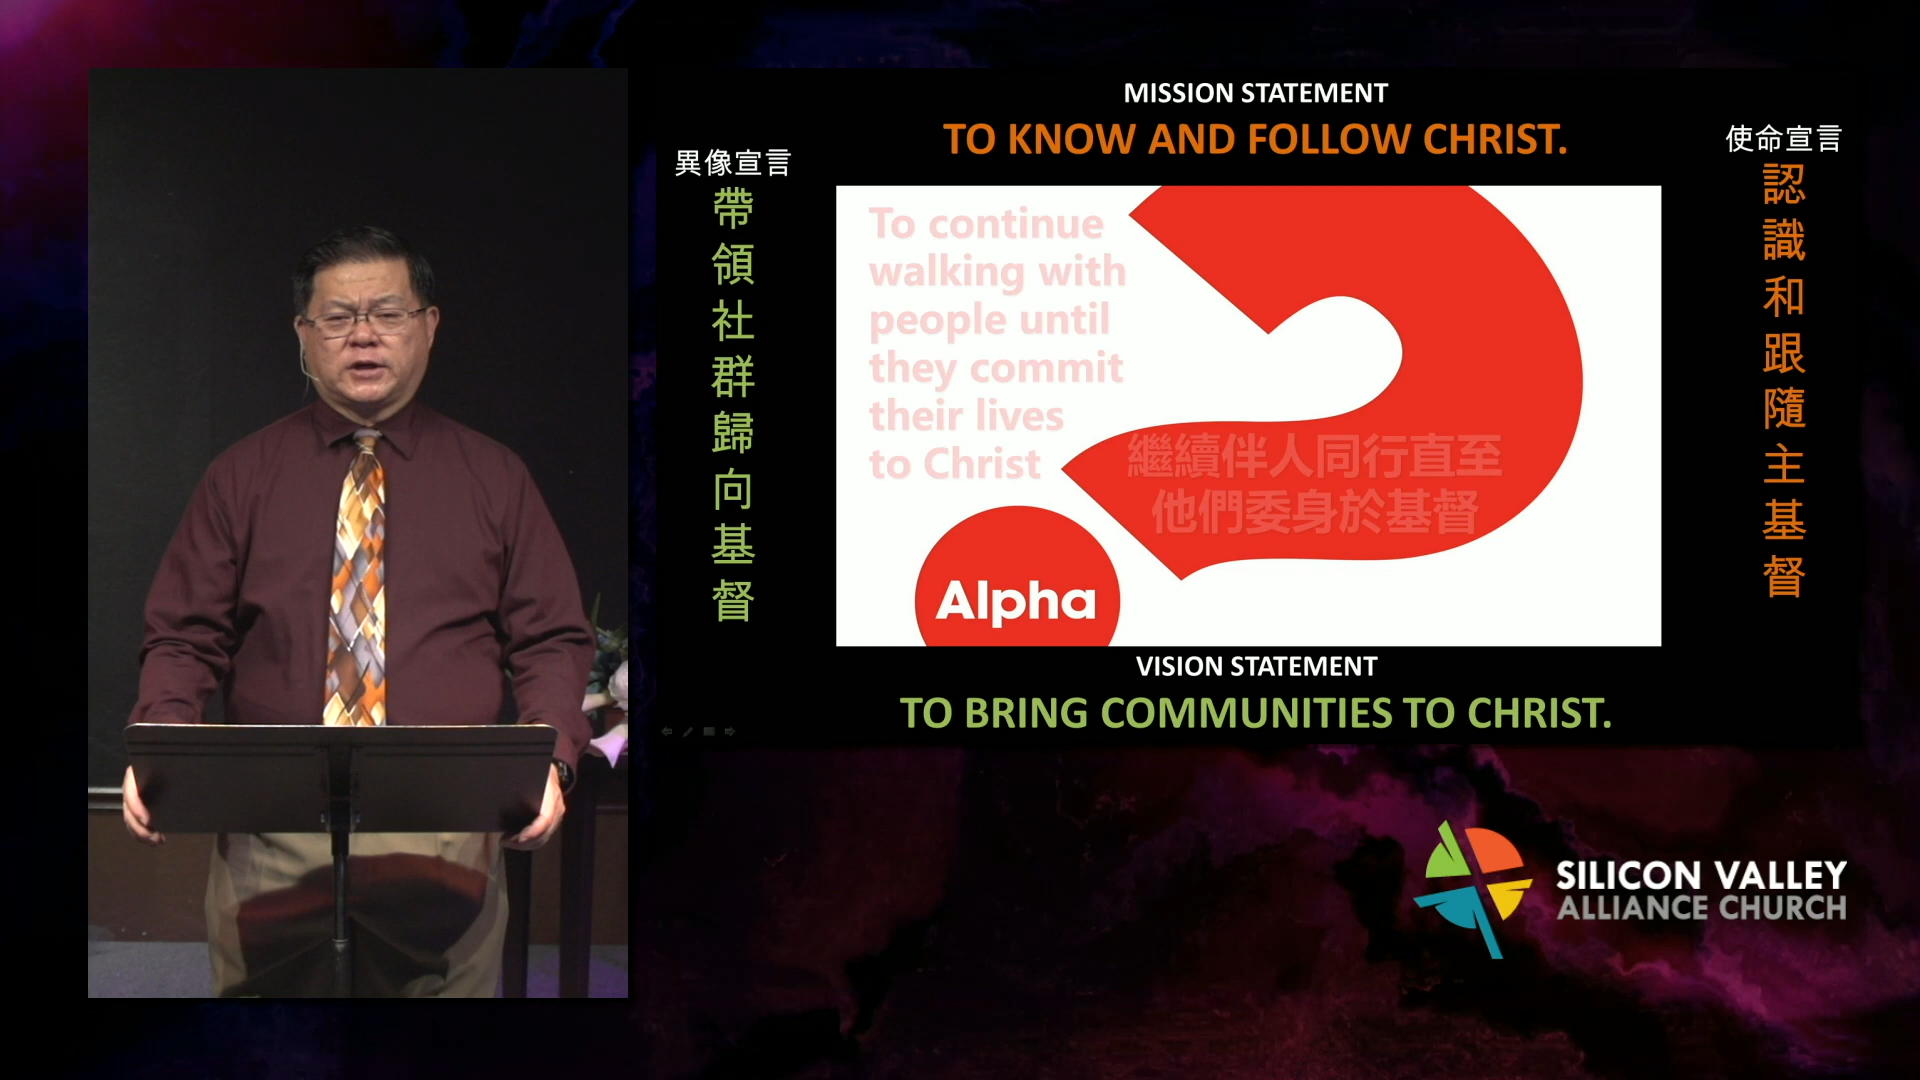 MISSION STATEMENT
TO KNOW AND FOLLOW CHRIST.
異像宣言
帶領社群歸向基督
使命宣言
認識和跟隨主基督
To continue
walking with
people until
they commit
their lives
to Christ
繼續伴人同行直至
他們委身於基督
Alpha
VISION STATEMENT
TO BRING COMMUNITIES TO CHRIST.
SILICON VALLEY
ALLIANCE CHURCH